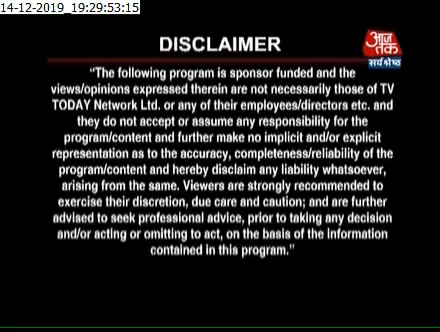 14-12-2019_19:29:53:15
आज तक
सर्वश्रेष्ठ
DISCLAIMER
“The following program is sponsor funded and the
views/opinions expressed therein are not necessarily those of TV
TODAY Network Ltd. or any of their employees/directors etc. and
they do not accept or assume any responsibility for the
program/content and further make no implicit and/or explicit
representation as to the accuracy, completeness/reliability of the
program/content and hereby disclaim any liability whatsoever,
arising from the same. Viewers are strongly recommended to
exercise their discretion, due care and caution; and are further
advised to seek professional advice, prior to taking any decision
and/or acting or omitting to act, on the basis of the information
contained in this program.”